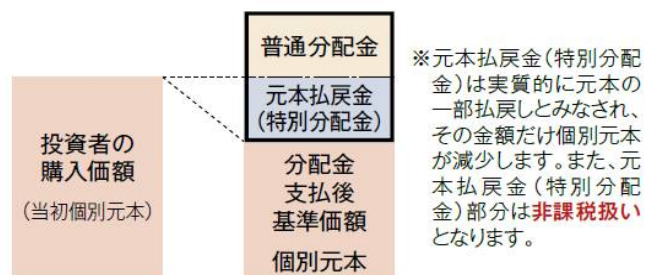 投資者の
購入価額
(当初個別元本)
普通分配金
元本払戻金
(特別分配金)
分配金
支払後
基準価額
個別元本
※元本払戻金(特別分配
金)は実質的に元本の
一部払戻しとみなされ、
その金額だけ個別元本
が減少します。また、元
本払戻金(特別分配
金)部分は非課税扱い
となります。